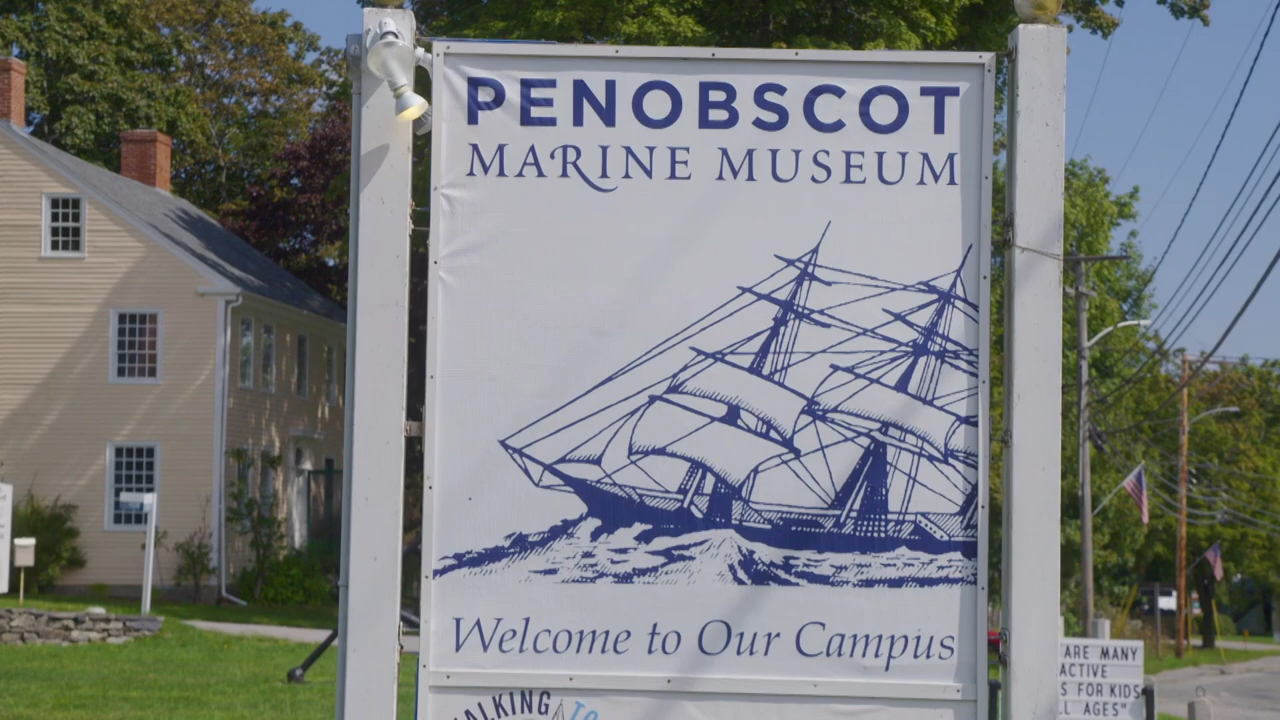 PENOBSCOT
MARINE MUSEUM
Welcome to Our Campus
ARE MANY
ACTIVE
FOR KIDS
AGES"